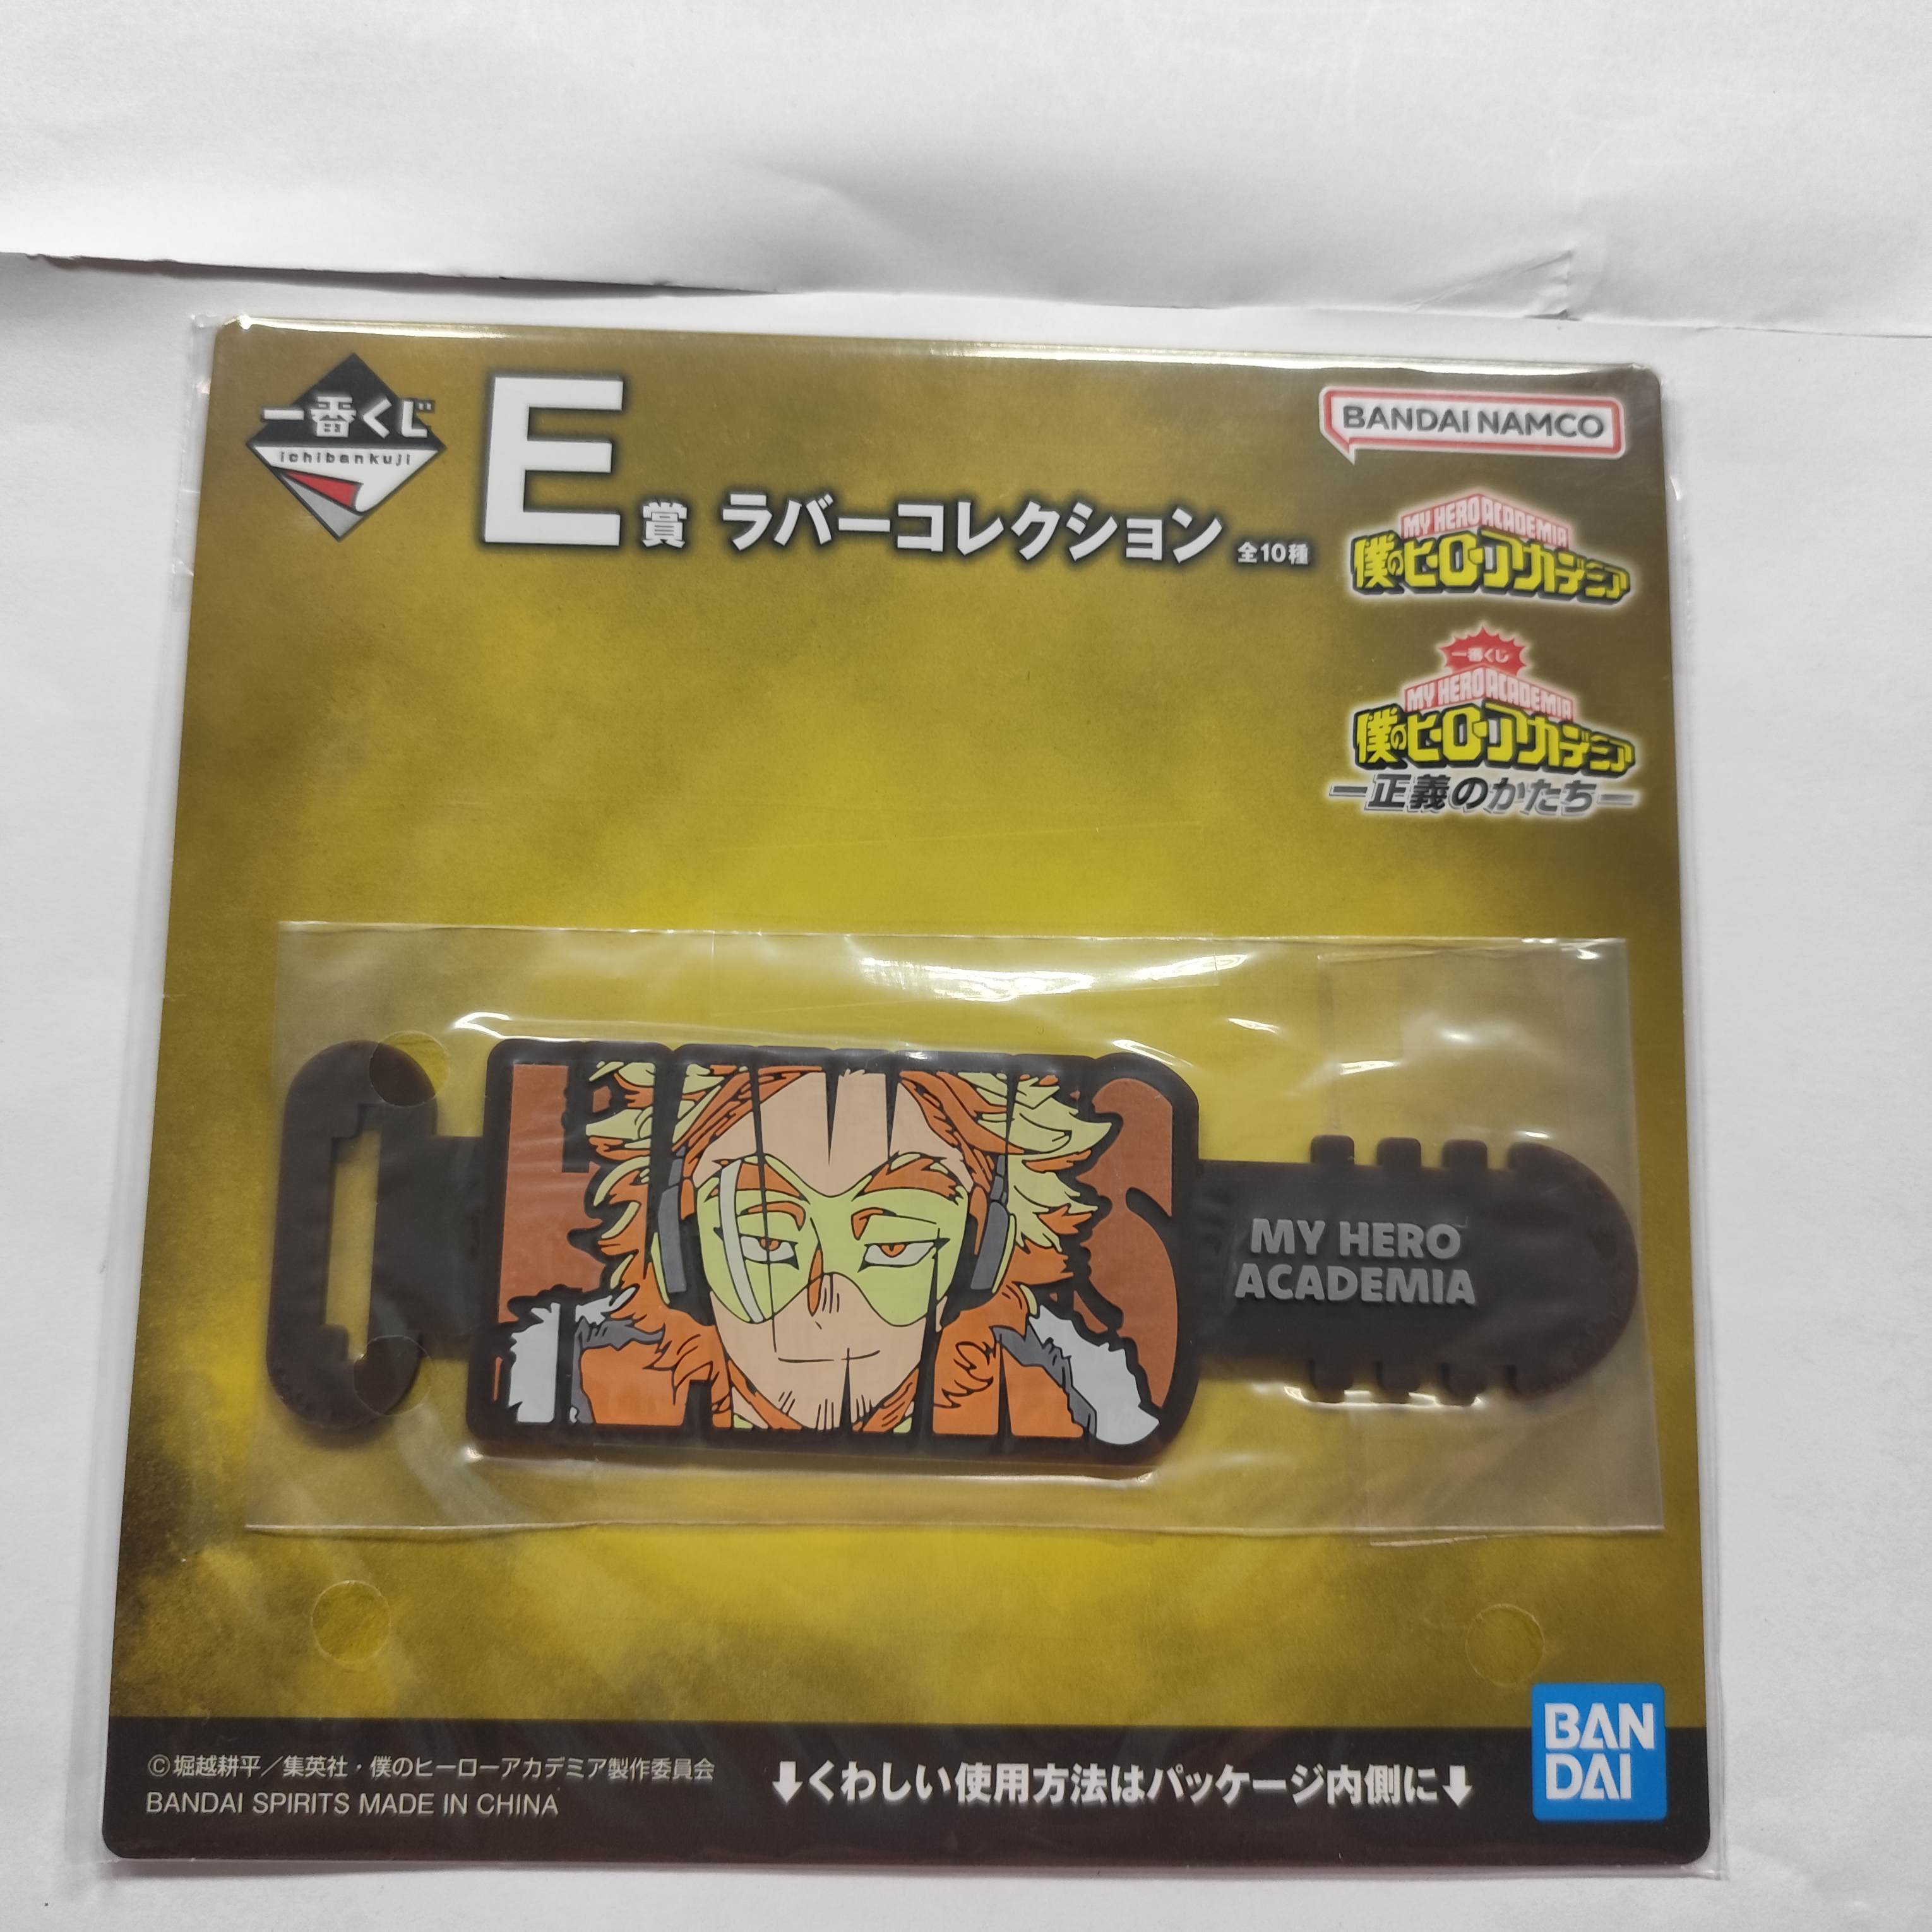 一番くじ
ichibankuji
E賞 ラバーコレクション 全10種
BANDAI NAMCO
MY HERO ACADEMIA
僕のヒーローアカデミア
一番くじ
MY HERO ACADEMIA
僕のヒーローアカデミア
ー正義のかたちー
HAWKS
MY HERO
ACADEMIA
©堀越耕平／集英社・僕のヒーローアカデミア製作委員会
BANDAI SPIRITS MADE IN CHINA
⬇くわしい使用方法はパッケージ内側に⬇
BAN
DAI